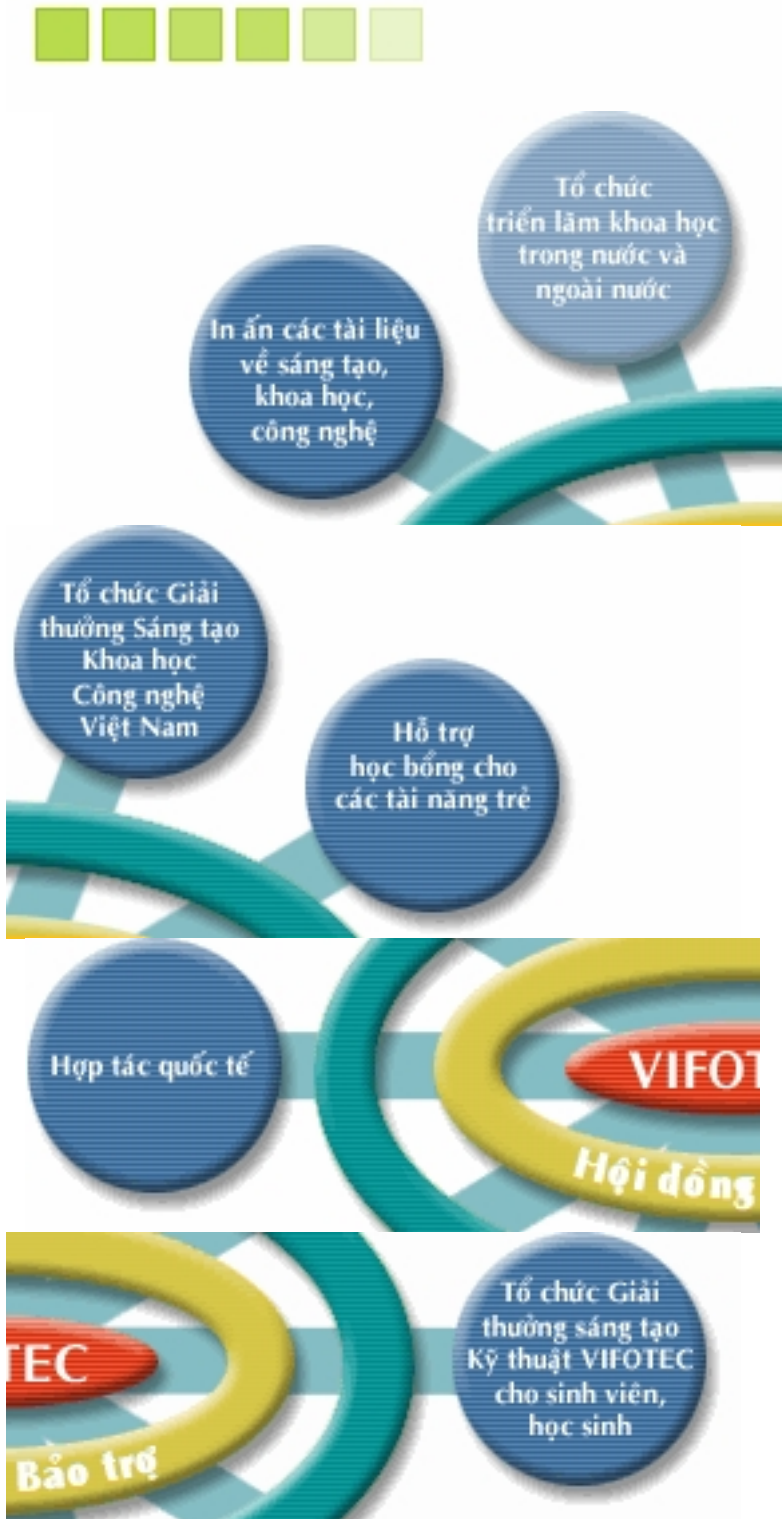 Tổ chức
triển lãm khoa học
trong nước và
ngoài nước
In ấn các tài liệu
về sáng tạo,
khoa học,
công nghệ
Tổ chức Giải
thưởng Sáng tạo
Khoa học
Công nghệ
Việt Nam
Hỗ trợ
học bổng cho
các tài năng trẻ
Hợp tác quốc tế
VIFOT
Hội đồng
Tổ chức Giải
thưởng sáng tạo
Kỹ thuật VIFOTEC
cho sinh viên,
học sinh
TEC
Bảo trợ